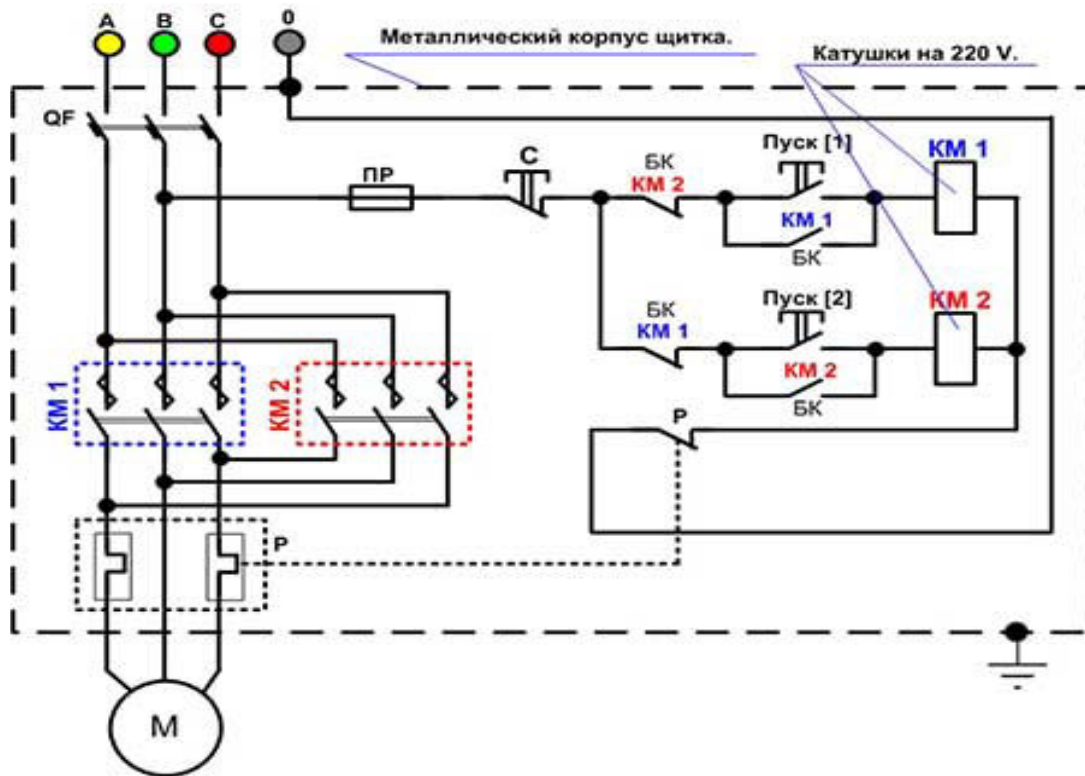 A B C 0
Металлический корпус щитка.
Катушки на 220 V.
QF
ПР
С
БК
КМ 2
Пуск [1]
КМ 1
КМ 1
БК
БК
КМ 1
Пуск [2]
КМ 2
КМ 2
БК
КМ 1
КМ 2
Р
Р
М